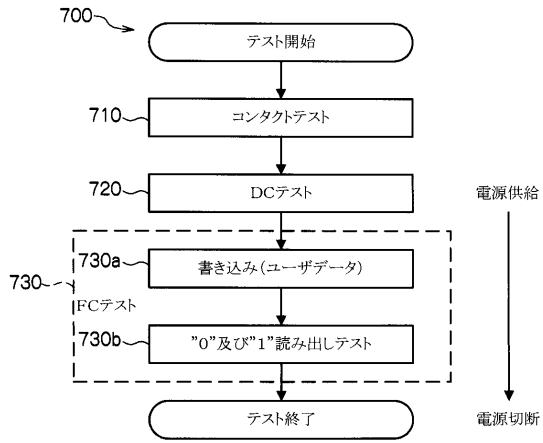 700
テスト開始
710
コンタクトテスト
720
DCテスト
電源供給
730
730a
書き込み(ユーザデータ)
FCテスト
730b
”0”及び”1”読み出しテスト
テスト終了
電源切断